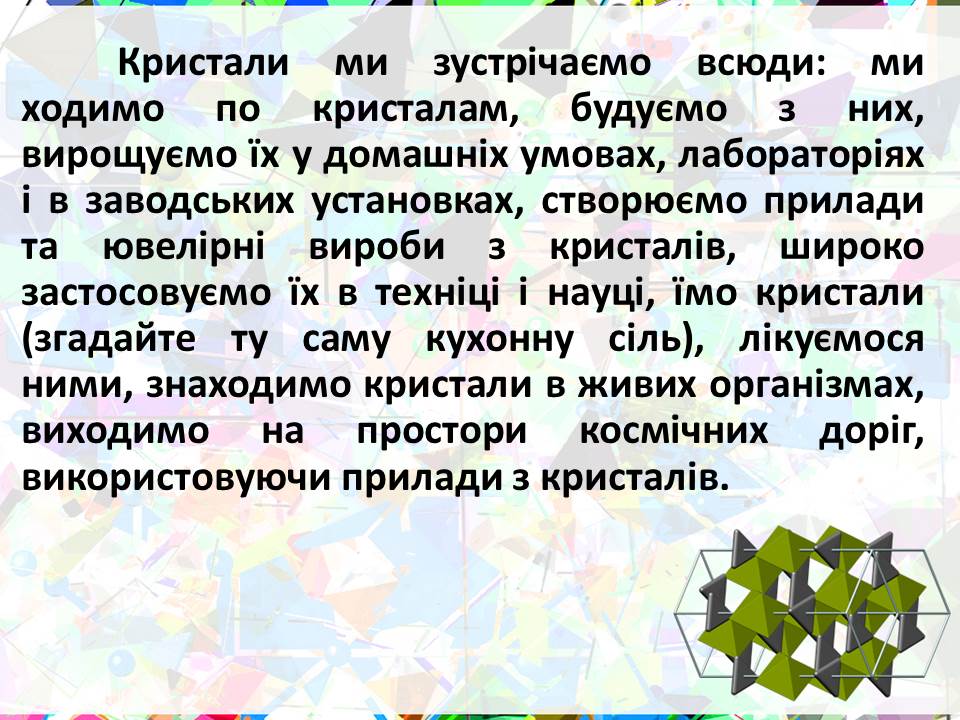 Кристали ми зустрічаємо всюди: ми
ходимо по кристалам, будуємо з них,
вирощуємо їх у домашніх умовах, лабораторіях
і в заводських установках, створюємо прилади
та ювелірні вироби з кристалів, широко
застосовуємо їх в техніці і науці, їмо кристали
(згадайте ту саму кухонну сіль), лікуємося
ними, знаходимо кристали в живих організмах,
виходимо на простори космічних доріг,
використовуючи прилади з кристалів.